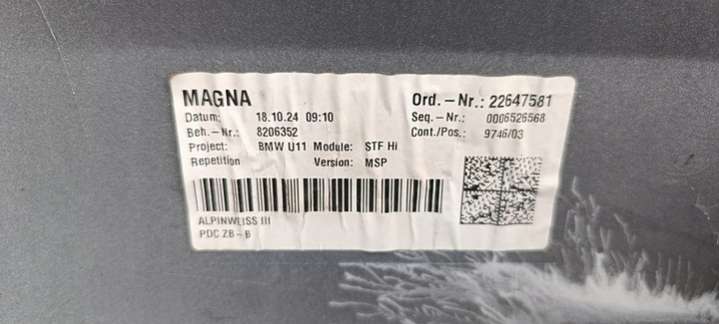 MAGNA
Ord.-Nr.: 22647581
Datum: 18.10.24 09:10
Seq.-Nr.: 0006526568
Beh.-Nr.: 8206352
Cont./Pos.: 9746/03
Project: BMW U11 Module: STF Hi
Repetition Version: MSP
ALPINWEISS III
PDC ZB-B